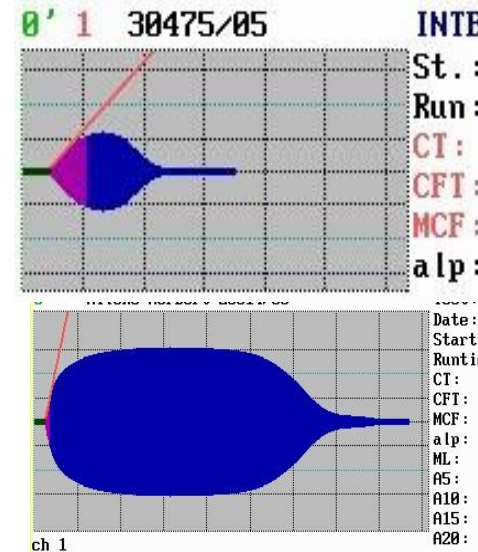 0' 1 30475/05 INTE
St.:
Run:
CT:
CFT:
MCF:
alp:
Date:
Start
Runti
CT:
CFT:
MCF:
alp:
ML:
A5:
A10:
A15:
A20:
ch 1